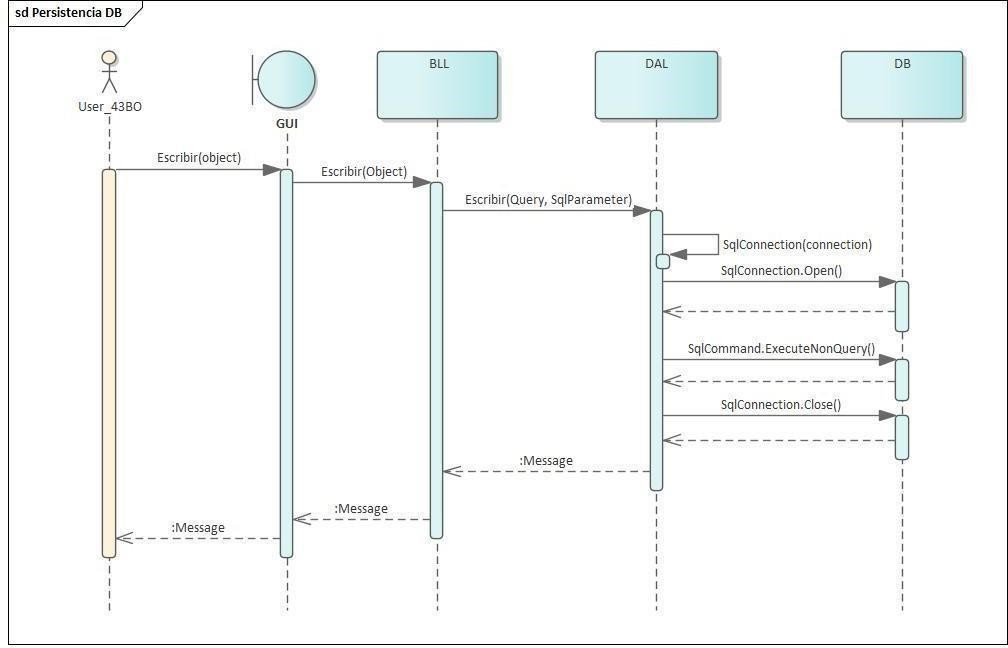 sd Persistencia DB
User_43BO
GUI
BLL
DAL
DB
Escribir(object)
Escribir(Object)
Escribir(Query, SqlParameter)
SqlConnection(connection)
SqlConnection.Open()
SqlCommand.ExecuteNonQuery()
SqlConnection.Close()
:Message
:Message
:Message